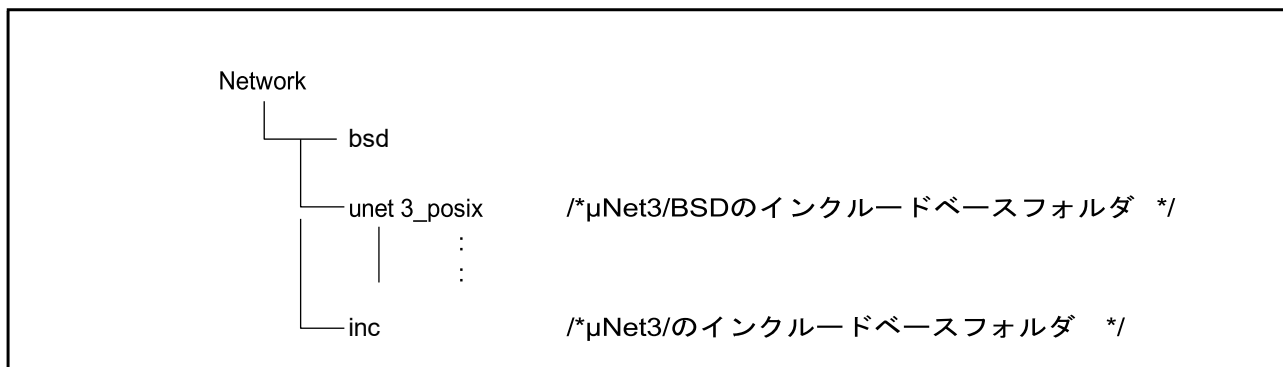 Network
bsd
unet 3_posix /*μNet3/BSDのインクルードベースフォルダ */
:
:
inc /*μNet3/のインクルードベースフォルダ */